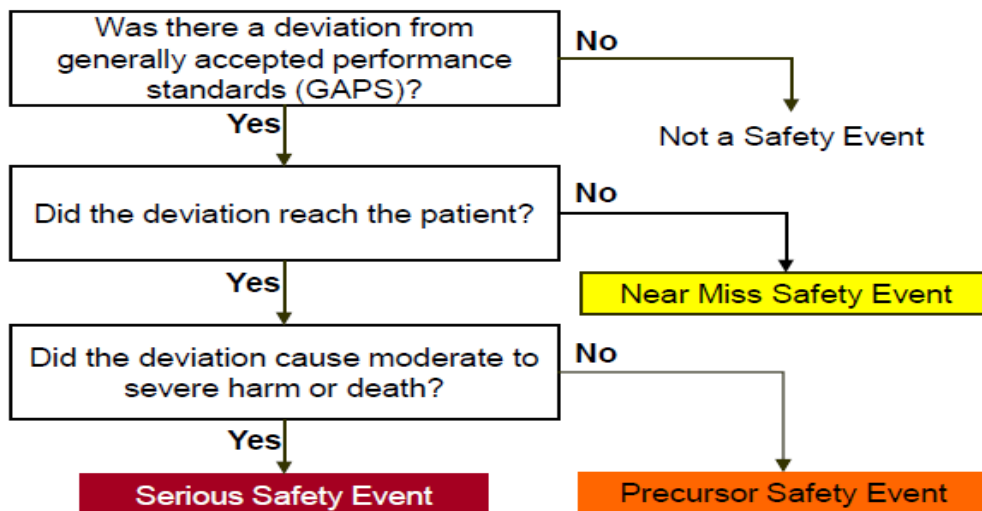 Was there a deviation from
generally accepted performance
standards (GAPS)?
No
Yes
Not a Safety Event
Did the deviation reach the patient?
No
Yes
Near Miss Safety Event
Did the deviation cause moderate to
severe harm or death?
No
Yes
Serious Safety Event
Precursor Safety Event